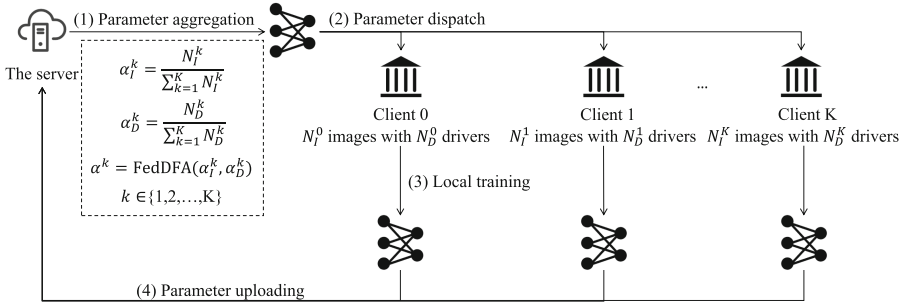 (1) Parameter aggregation
(2) Parameter dispatch
The server
α_I^k = N_I^k / ∑_{k=1}^K N_I^k
α_D^k = N_D^k / ∑_{k=1}^K N_D^k
α^k = FedDFA(α_I^k, α_D^k)
k ∈{1,2,…,K}
Client 0
N_I^0 images with N_D^0 drivers
Client 1
N_I^1 images with N_D^1 drivers
...
Client K
N_I^K images with N_D^K drivers
(3) Local training
(4) Parameter uploading